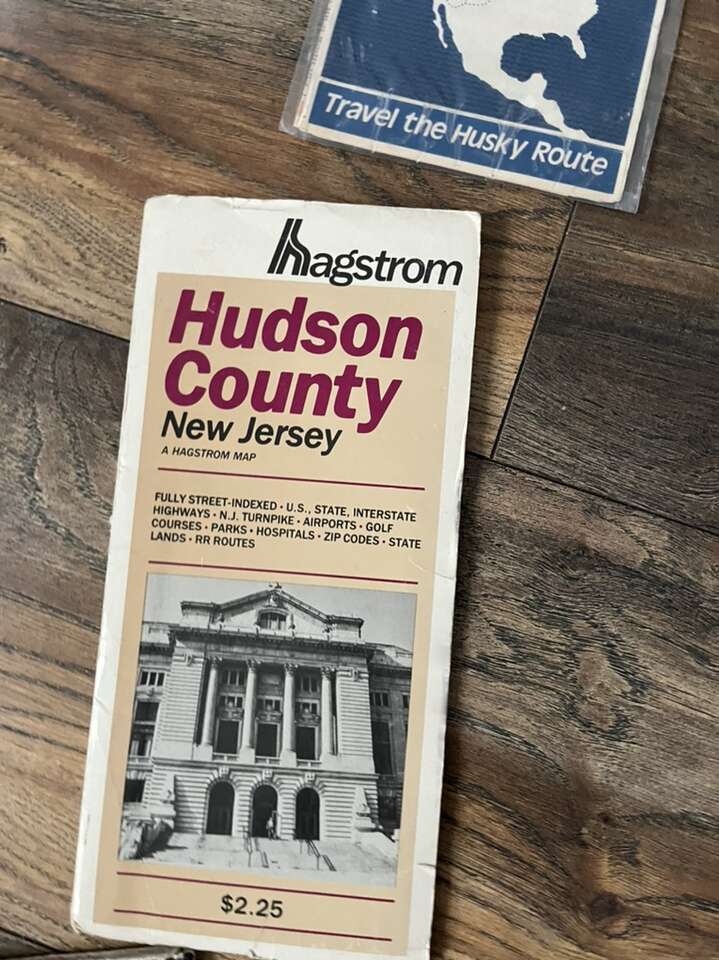 Travel the Husky Route
hagstrom
Hudson
County
New Jersey
A HAGSTROM MAP
FULLY STREET-INDEXED • U.S., STATE, INTERSTATE
HIGHWAYS • N.J. TURNPIKE • AIRPORTS • GOLF
COURSES • PARKS • HOSPITALS • ZIP CODES • STATE
LANDS • RR ROUTES
$2.25